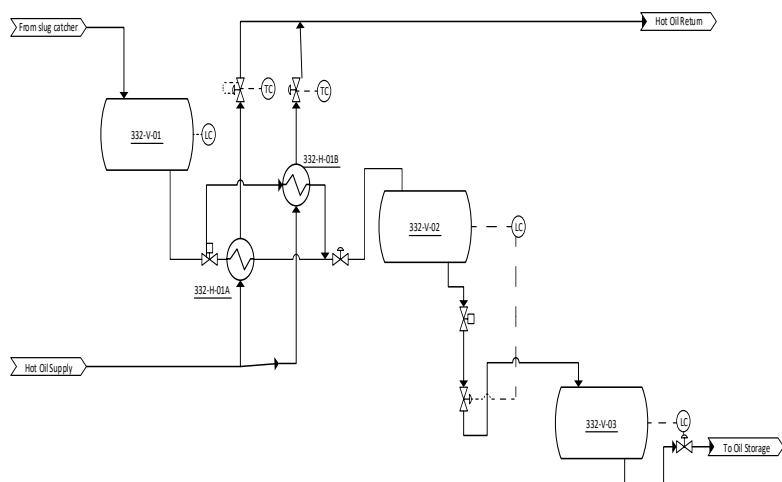 From slug catcher
Hot Oil Return
TC
TC
332-V-01
LC
332-H-01B
332-V-02
LC
332-H-01A
Hot Oil Supply
332-V-03
LC
To Oil Storage